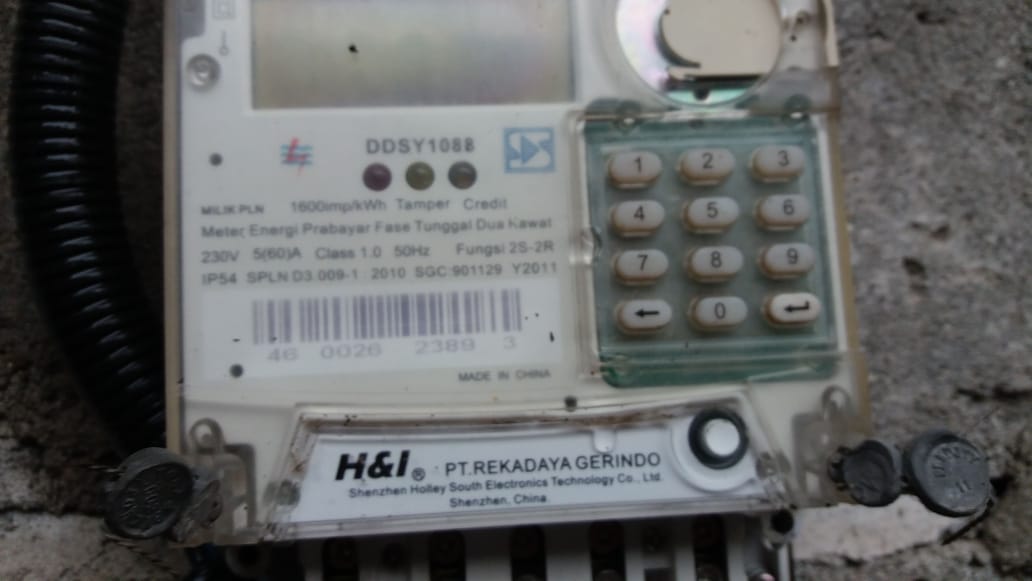 DDSY1088
MILIK PLN 1600imp/kWh Tamper Credit
Meter Energi Prabayar Fase Tunggal Dua Kawat
230V 5(60)A Class 1.0 50Hz Fungsi 2S-2R
IP54 SPLN D3.009-1 : 2010 SGC:901129 Y2011
46 0026 2389 3
MADE IN CHINA
1 2 3
4 5 6
7 8 9
← 0 ↵
H&I® PT.REKADAYA GERINDO
Shenzhen Holley South Electronics Technology Co., Ltd.
Shenzhen, China.